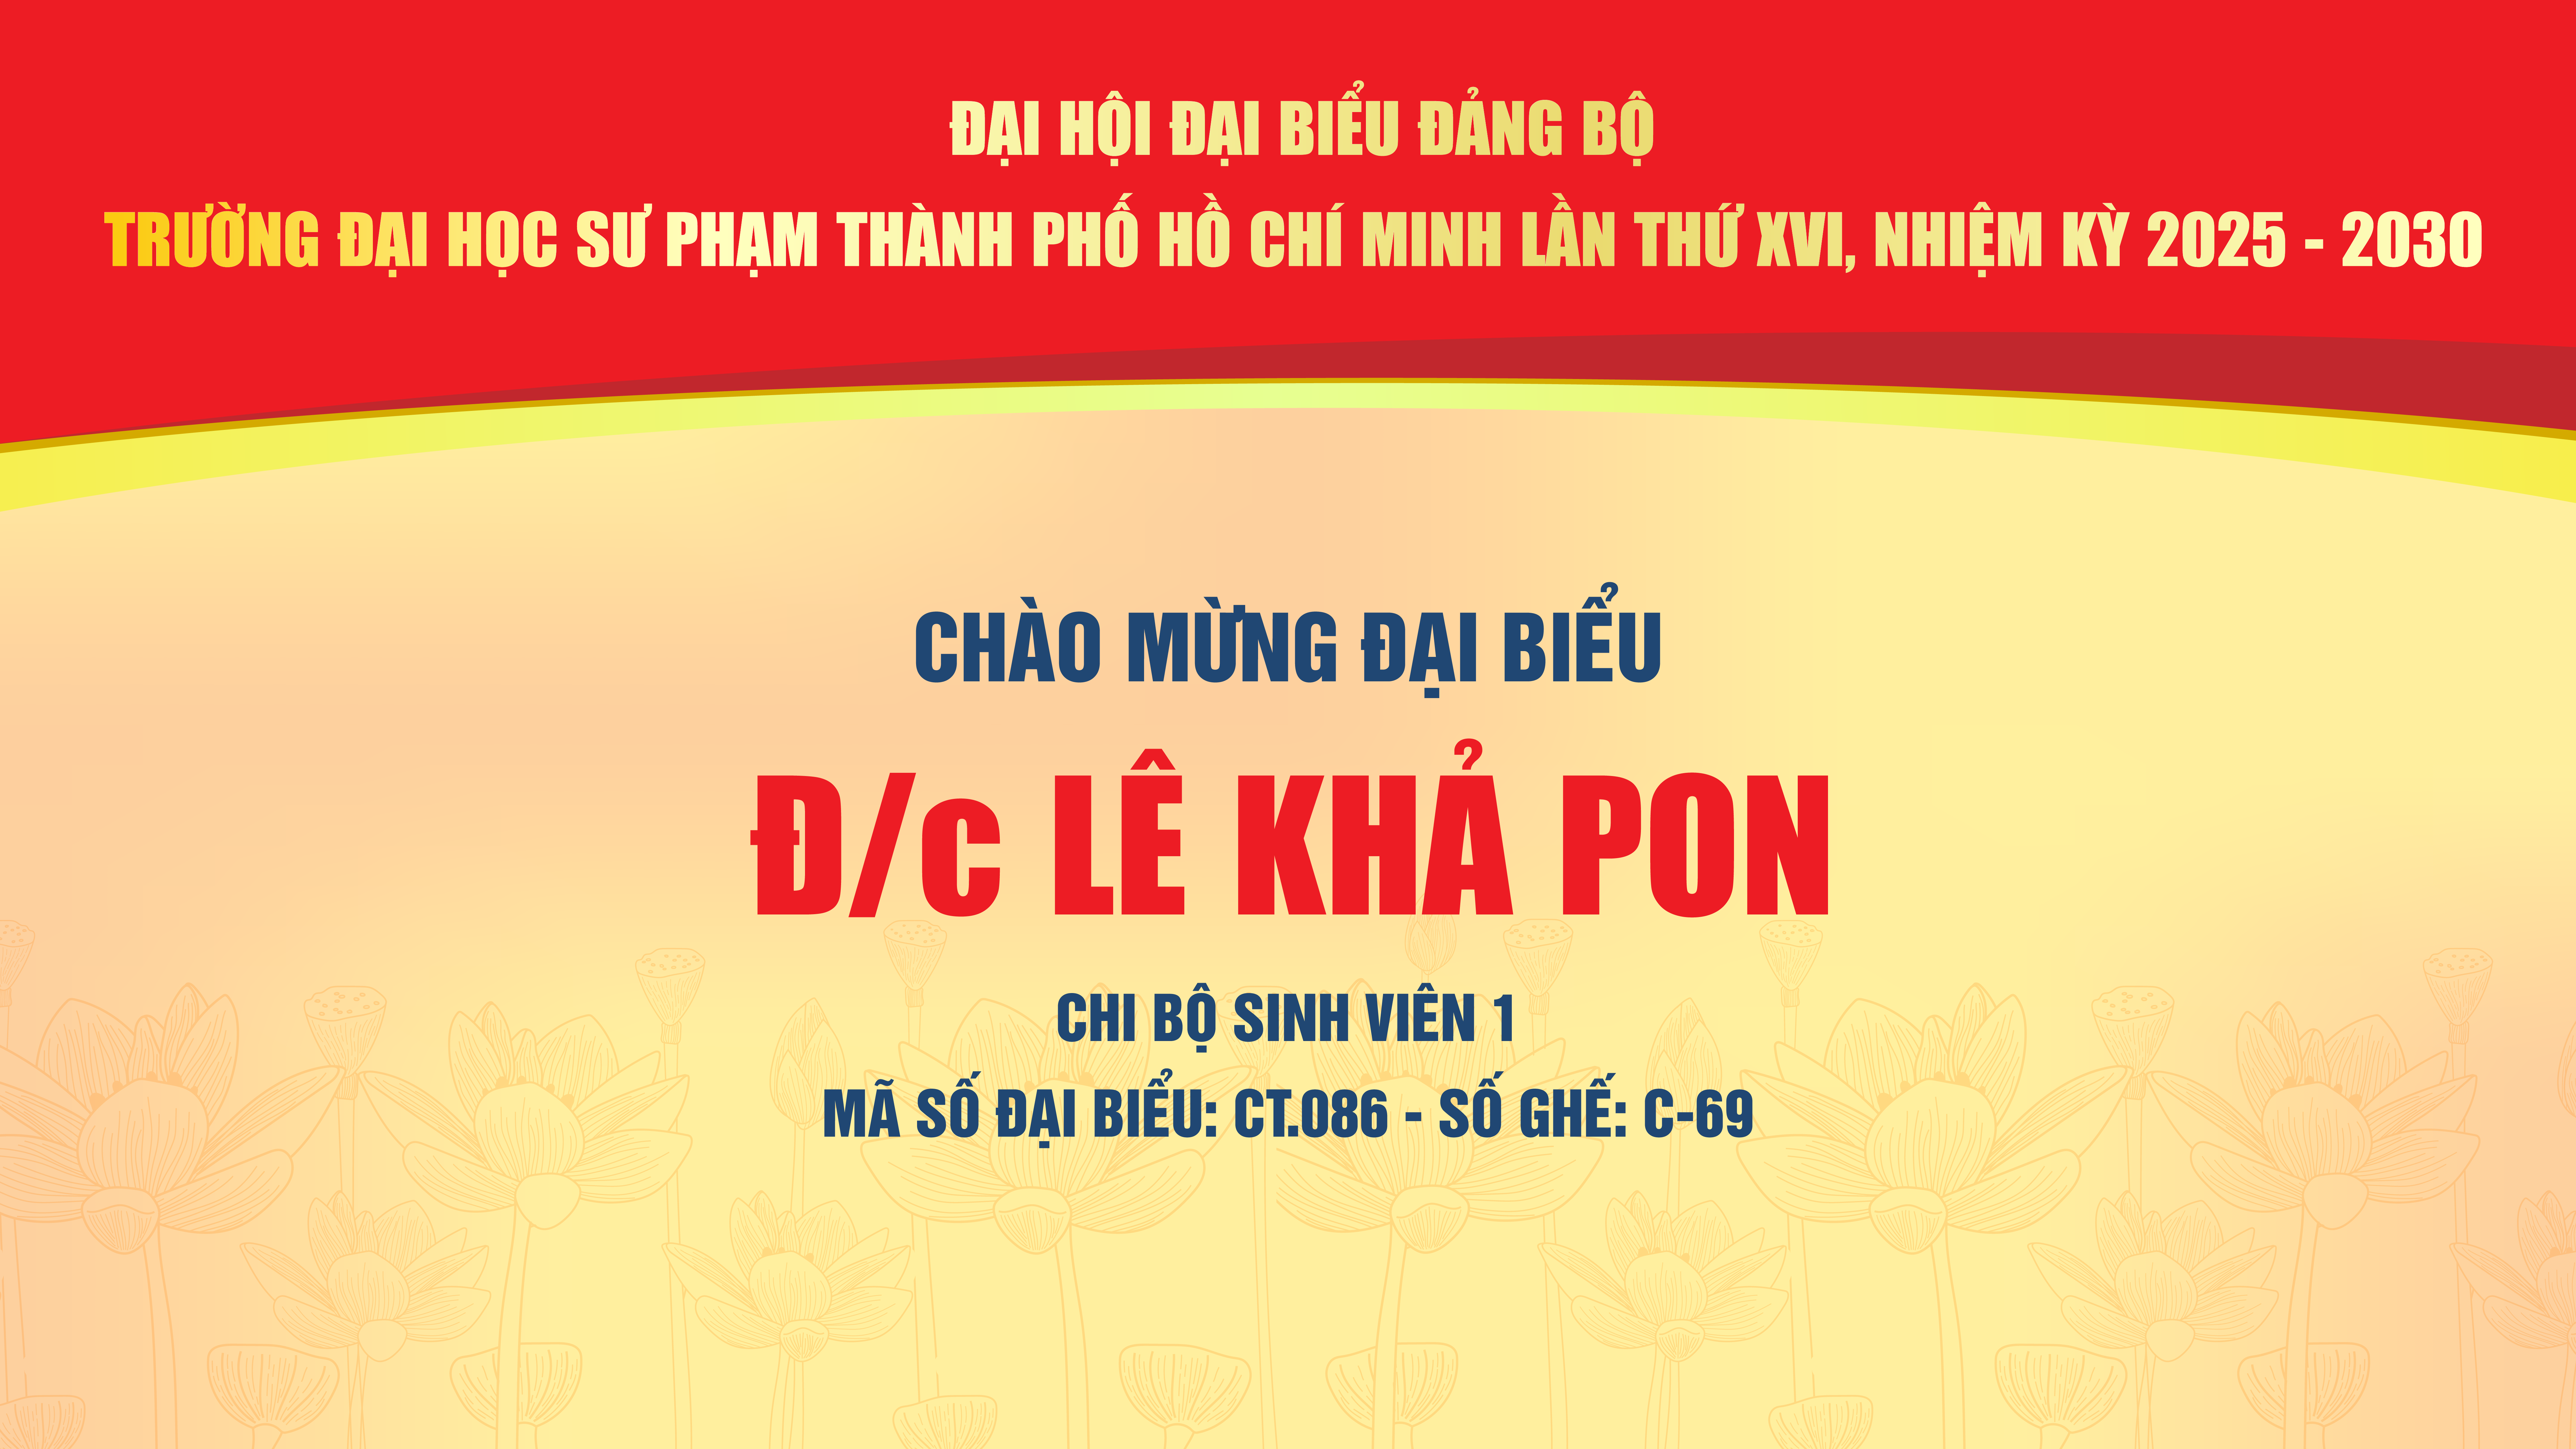 ĐẠI HỘI ĐẠI BIỂU ĐẢNG BỘ
TRƯỜNG ĐẠI HỌC SƯ PHẠM THÀNH PHỐ HỒ CHÍ MINH LẦN THỨ XVI, NHIỆM KỲ 2025 - 2030
CHÀO MỪNG ĐẠI BIỂU
Đ/c LÊ KHẢ PON
CHI BỘ SINH VIÊN 1
MÃ SỐ ĐẠI BIỂU: CT.086 - SỐ GHẾ: C-69